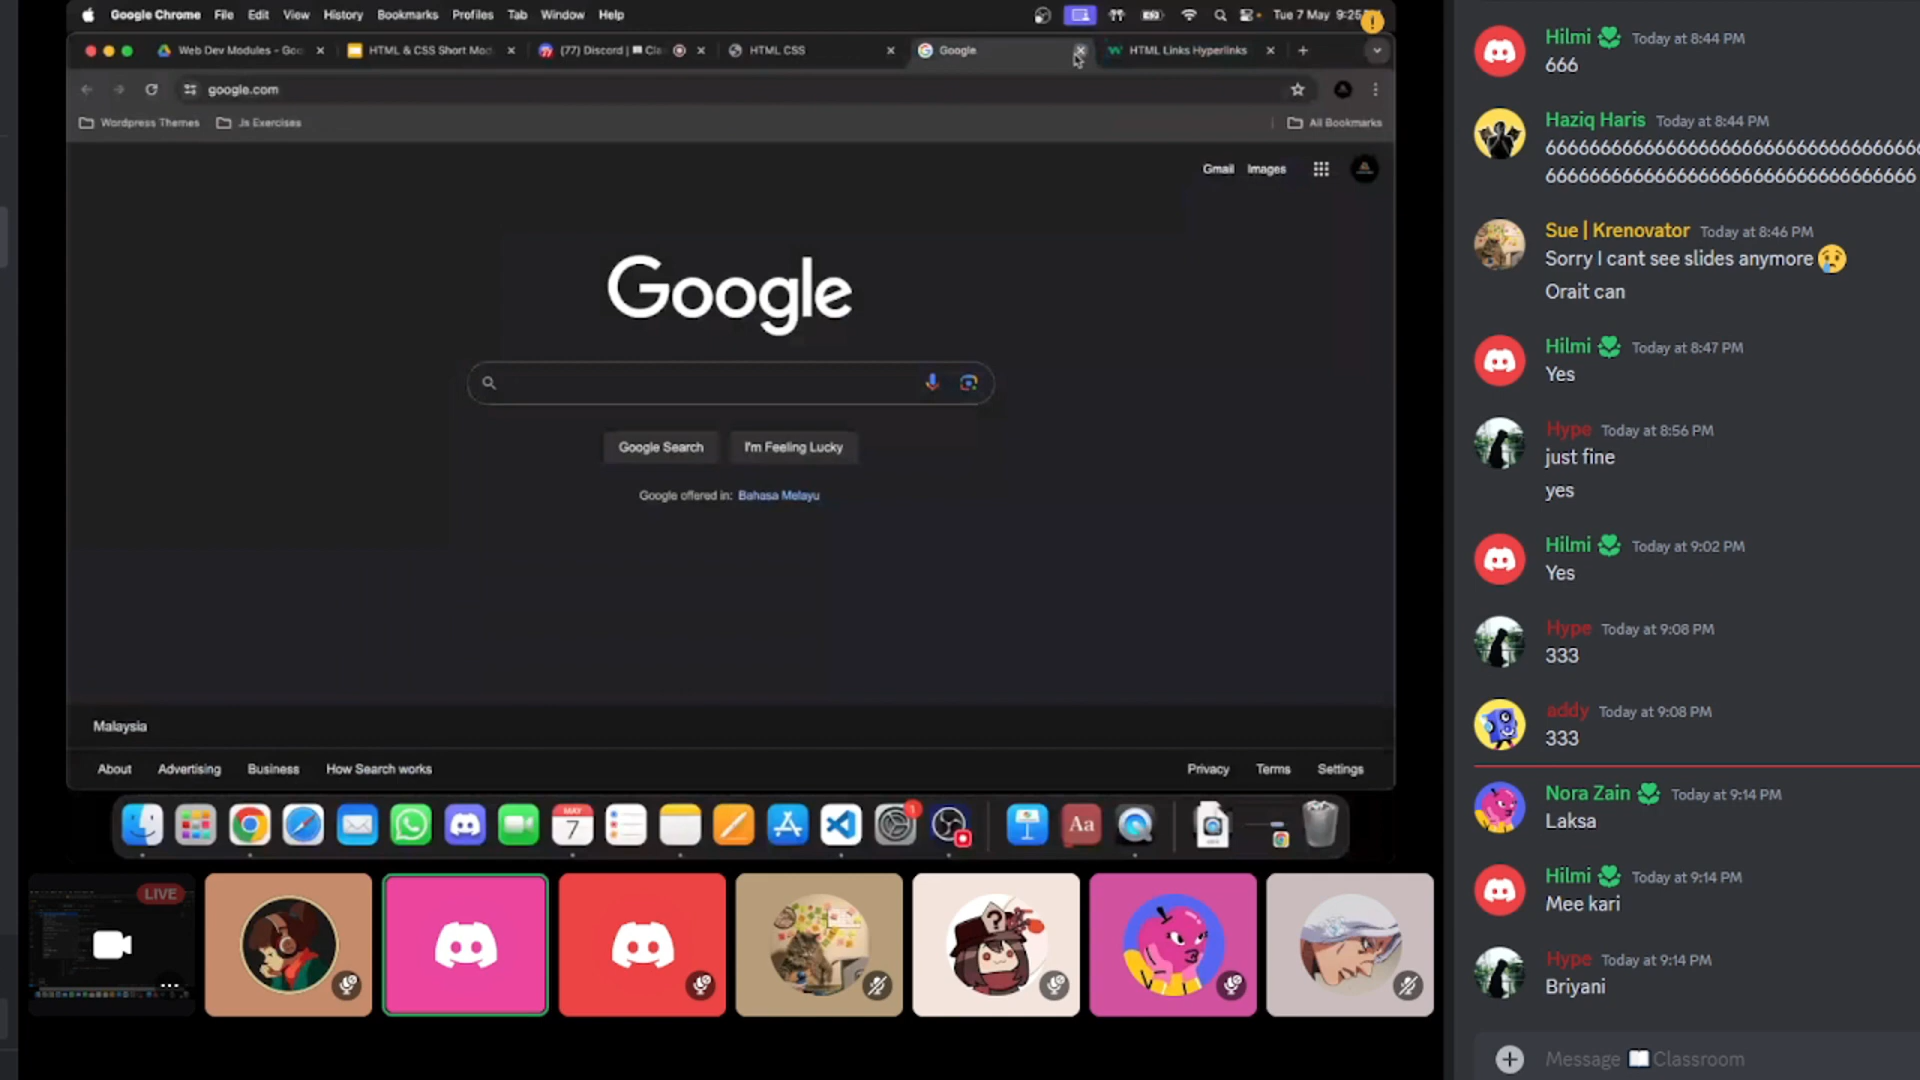 Google Chrome File Edit View History Bookmarks Profiles Tab Window Help
Tue 7 May 9:25
Web Dev Modules - Goo
HTML & CSS Short Mod
(77) Discord |
HTML CSS
Google
HTML Links Hyperlinks
google.com
Wordpress Themes
Js Exercises
All Bookmarks
Gmail Images
Google
Google Search
I'm Feeling Lucky
Google offered in: Bahasa Melayu
Malaysia
About Advertising Business How Search works
Privacy Terms Settings
MAY
7
1
Aa
LIVE
?
Hilmi Today at 8:44 PM
666
Haziq Haris Today at 8:44 PM
Sue | Krenovator Today at 8:46 PM
Sorry I cant see slides anymore 😢
Orait can
Hilmi Today at 8:47 PM
Yes
Hype Today at 8:56 PM
just fine
yes
Hilmi Today at 9:02 PM
Yes
Hype Today at 9:08 PM
333
addy Today at 9:08 PM
333
Nora Zain Today at 9:14 PM
Laksa
Hilmi Today at 9:14 PM
Mee kari
Hype Today at 9:14 PM
Briyani
Message Classroom